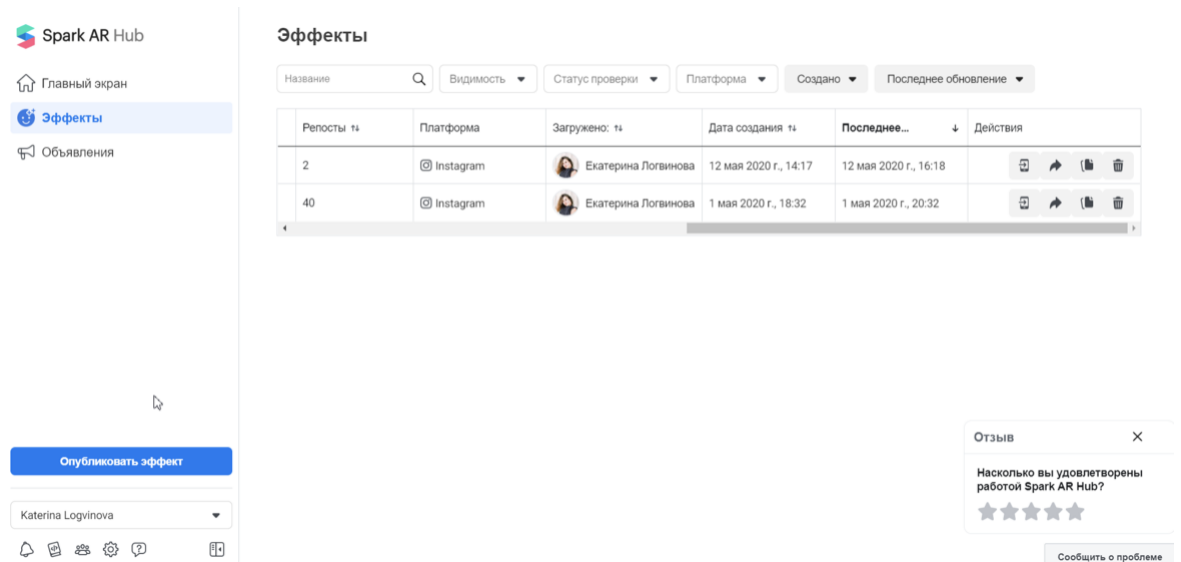 Spark AR Hub
Главный экран
Эффекты
Объявления
Опубликовать эффект
Katerina Logvinova
Эффекты
Название Видимость Статус проверки Платформа Создано Последнее обновление
Репосты Платформа Загружено: Дата создания Последнее... Действия
2 Instagram Екатерина Логвинова 12 мая 2020 г., 14:17 12 мая 2020 г., 16:18
40 Instagram Екатерина Логвинова 1 мая 2020 г., 18:32 1 мая 2020 г., 20:32
Отзыв
Насколько вы удовлетворены
работой Spark AR Hub?
Сообщить о проблеме